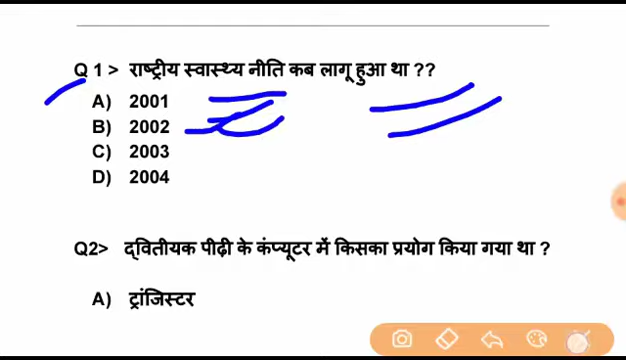 Q 1 > राष्ट्रीय स्वास्थ्य नीति कब लागू हुआ था ??
A) 2001
B) 2002
C) 2003
D) 2004
Q2> द्वितीयक पीढ़ी के कंप्यूटर में किसका प्रयोग किया गया था ?
A) ट्रांजिस्टर